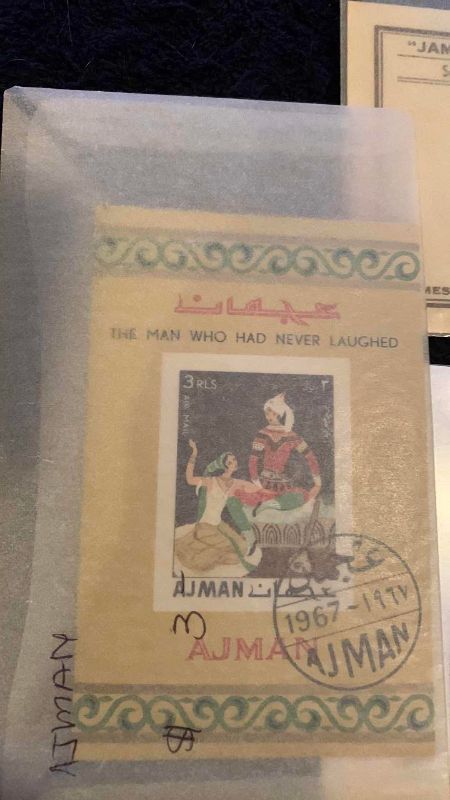 "JAM
عجمان
THE MAN WHO HAD NEVER LAUGHED
3 RLS
AIR MAIL
AJMAN عجمان
AJMAN
1967-١٩٦٧
AJMAN
AJMAN
$3
MES